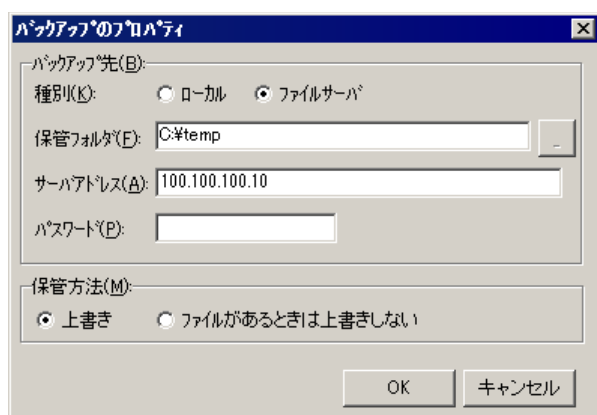 ﾊﾞｯｸｱｯﾌﾟのﾌﾟﾛﾊﾟﾃｨ
ﾊﾞｯｸｱｯﾌﾟ先(B):
種別(K): ﾛｰｶﾙ ﾌｧｲﾙｻｰﾊﾞ
保管ﾌｫﾙﾀﾞ(F): C:¥temp _
ｻｰﾊﾞｱﾄﾞﾚｽ(A): 100.100.100.10
ﾊﾟｽﾜｰﾄﾞ(P):
保管方法(M):
上書き ﾌｧｲﾙがあるときは上書きしない
OK キャンセル